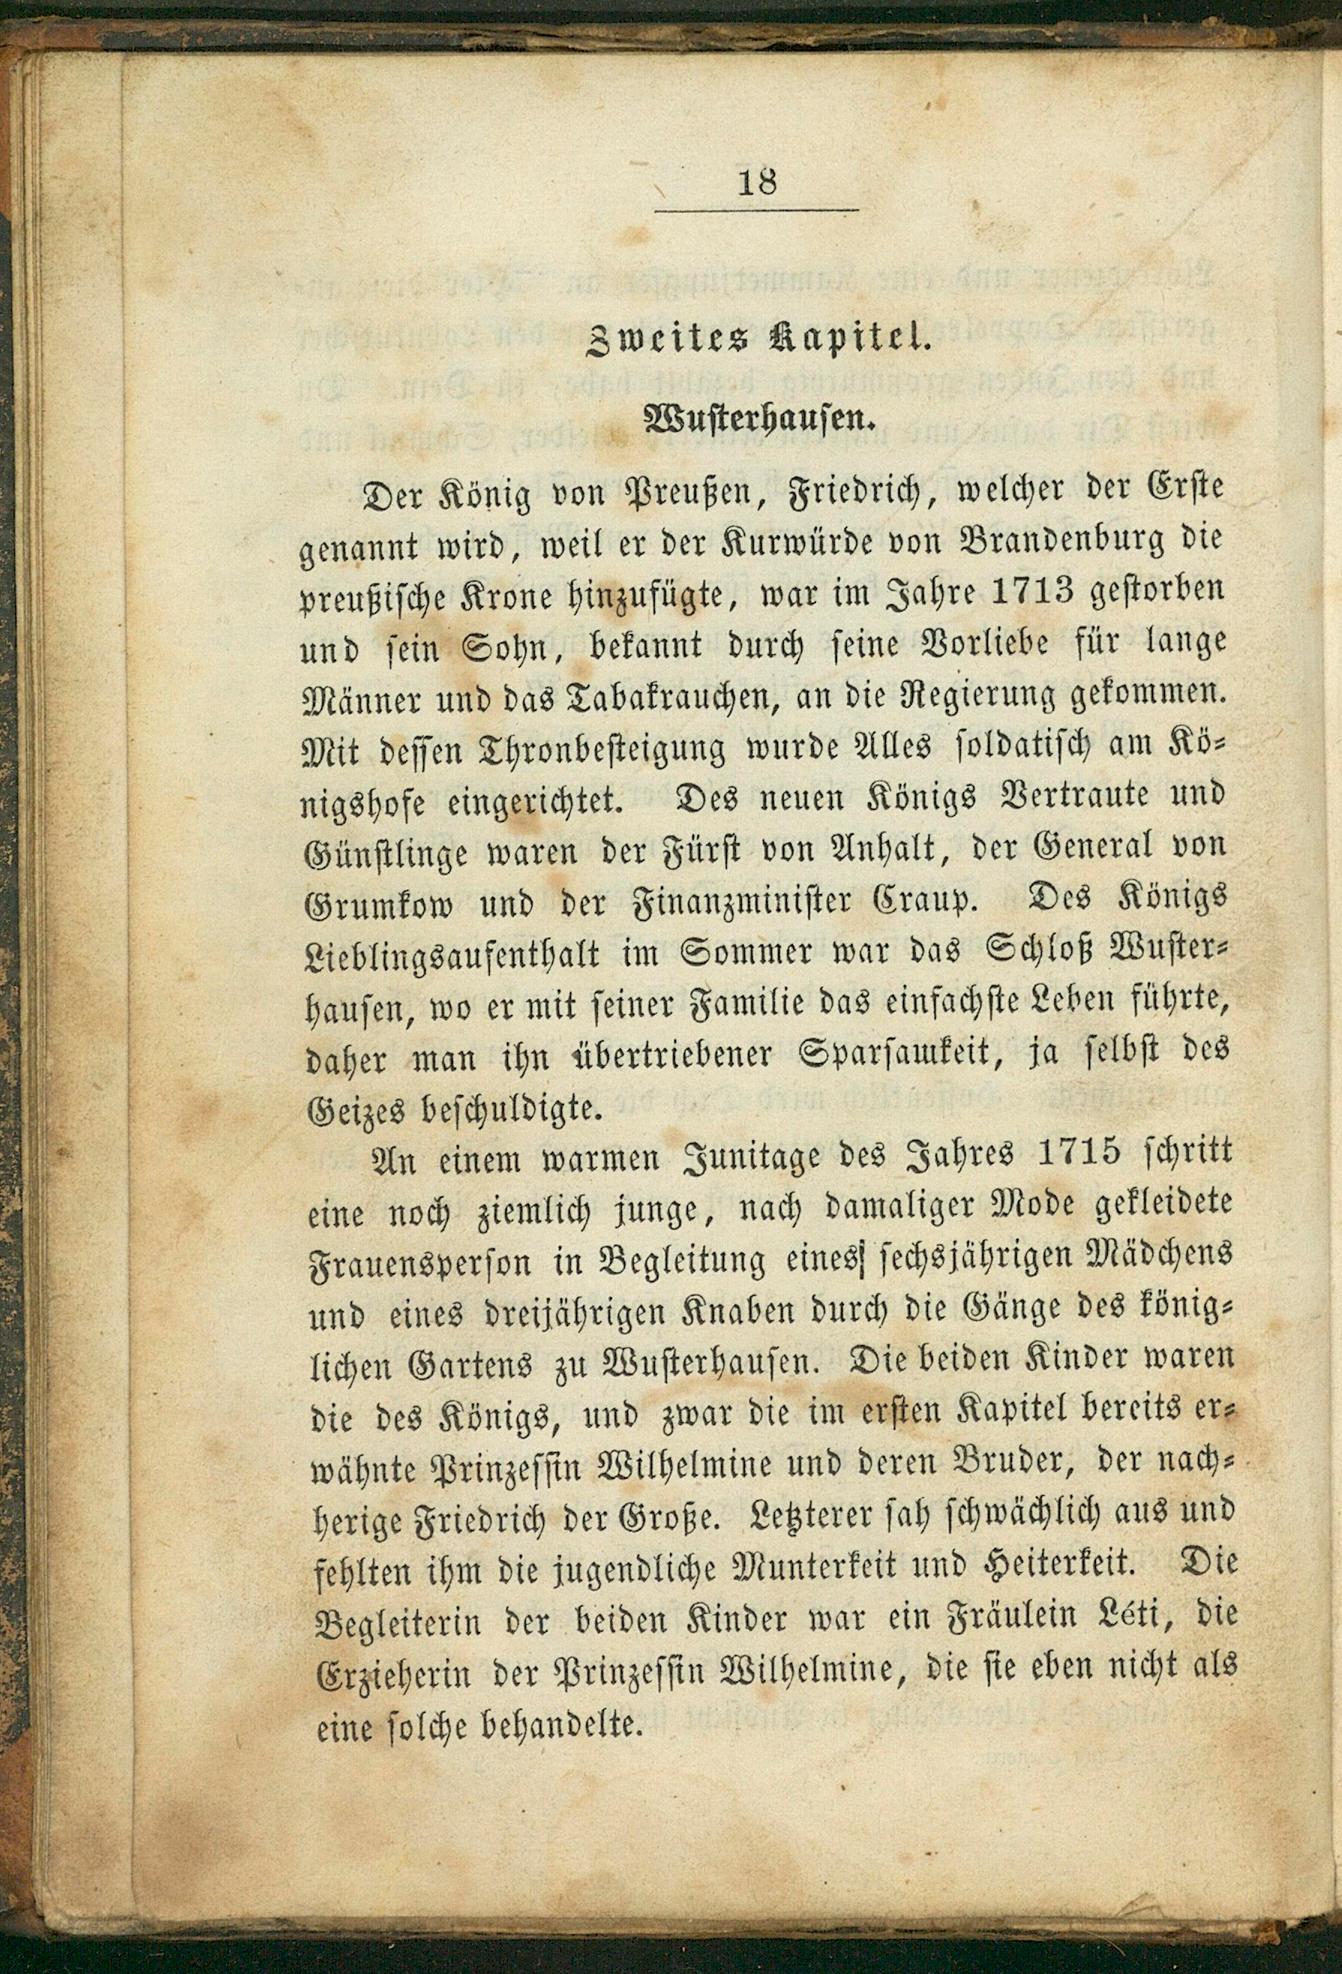 18
Zweites Kapitel.
Wusterhausen.
Der König von Preußen, Friedrich, welcher der Erste
genannt wird, weil er der Kurwürde von Brandenburg die
preußische Krone hinzufügte, war im Jahre 1713 gestorben
und sein Sohn, bekannt durch seine Vorliebe für lange
Männer und das Tabakrauchen, an die Regierung gekommen.
Mit dessen Thronbesteigung wurde Alles soldatisch am Kö-
nigshofe eingerichtet. Des neuen Königs Vertraute und
Günstlinge waren der Fürst von Anhalt, der General von
Grumkow und der Finanzminister Craup. Des Königs
Lieblingsaufenthalt im Sommer war das Schloß Wuster-
hausen, wo er mit seiner Familie das einfachste Leben führte,
daher man ihn übertriebener Sparsamkeit, ja selbst des
Geizes beschuldigte.
An einem warmen Junitage des Jahres 1715 schritt
eine noch ziemlich junge, nach damaliger Mode gekleidete
Frauensperson in Begleitung eines sechsjährigen Mädchens
und eines dreijährigen Knaben durch die Gänge des könig-
lichen Gartens zu Wusterhausen. Die beiden Kinder waren
die des Königs, und zwar die im ersten Kapitel bereits er-
wähnte Prinzessin Wilhelmine und deren Bruder, der nach-
herige Friedrich der Große. Letzterer sah schwächlich aus und
fehlten ihm die jugendliche Munterkeit und Heiterkeit. Die
Begleiterin der beiden Kinder war ein Fräulein Léti, die
Erzieherin der Prinzessin Wilhelmine, die sie eben nicht als
eine solche behandelte.